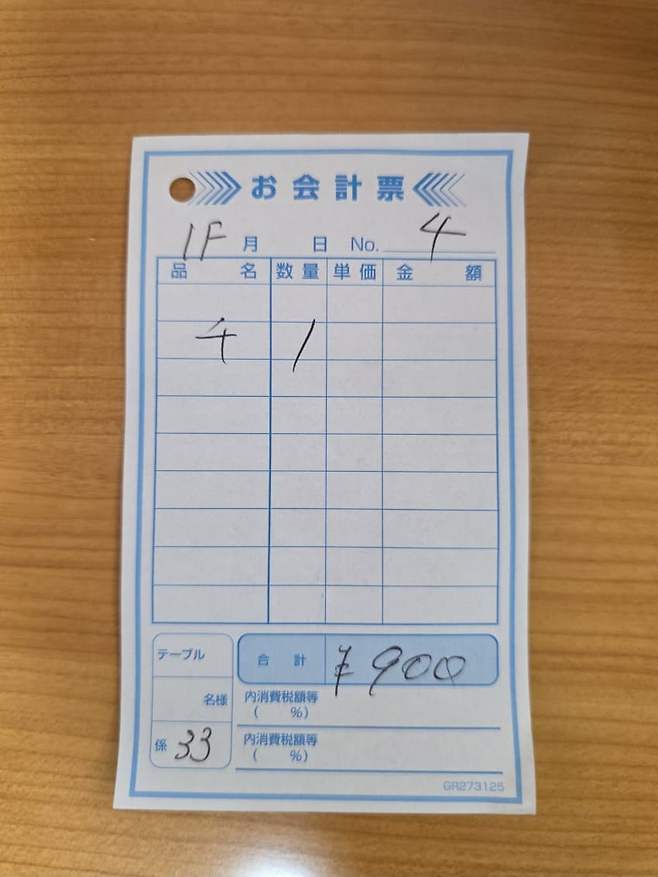 お会計票
1F 月 日 No. 4
品名 数量 単価 金額
チ 1
テーブル
合計 ¥900
名様
内消費税額等
( %)
係 33
内消費税額等
( %)
GR273125